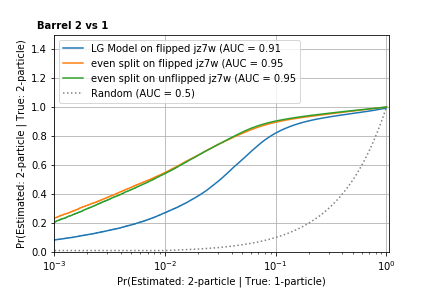 Barrel 2 vs 1
LG Model on flipped jz7w (AUC = 0.91
even split on flipped jz7w (AUC = 0.95
even split on unflipped jz7w (AUC = 0.95
Random (AUC = 0.5)
Pr(Estimated: 2-particle | True: 2-particle)
1.4
1.2
1.0
0.8
0.6
0.4
0.2
0.0
10⁻³
10⁻²
10⁻¹
10⁰
Pr(Estimated: 2-particle | True: 1-particle)